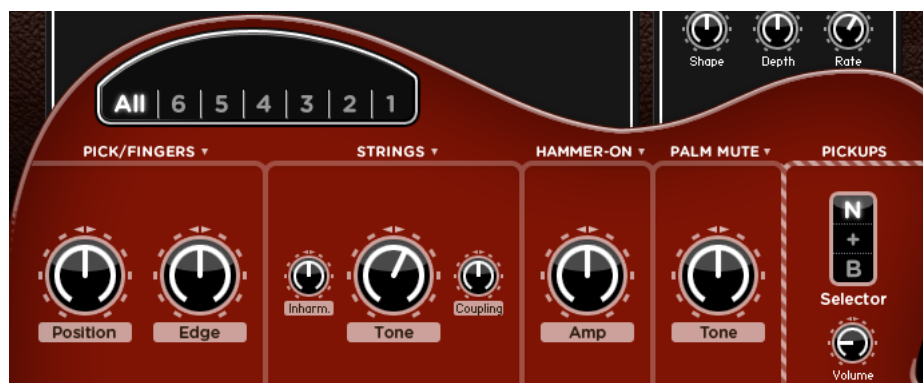 Shape Depth Rate
All 6 5 4 3 2 1
PICK/FINGERS STRINGS HAMMER-ON PALM MUTE PICKUPS
N
+
B
Selector
Inharm. Coupling
Position Edge Tone Amp Tone
Volume